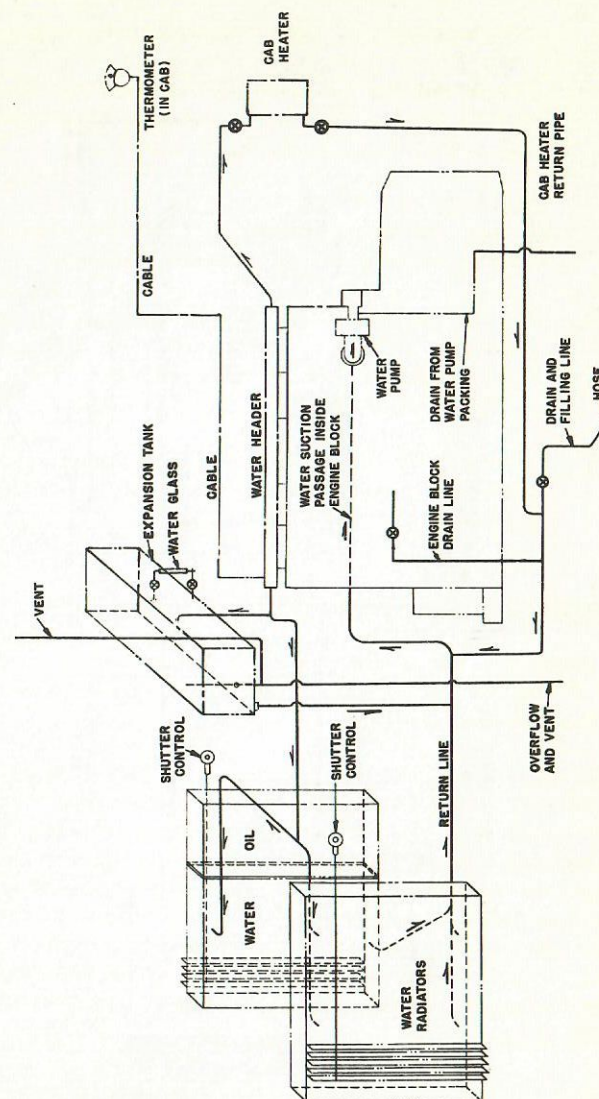 THERMOMETER
(IN CAB)
CAB
HEATER
CABLE
CAB HEATER
RETURN PIPE
WATER HEADER
CABLE
WATER
PUMP
DRAIN FROM
WATER PUMP
PACKING
WATER SUCTION
PASSAGE INSIDE
ENGINE BLOCK
ENGINE BLOCK
DRAIN LINE
DRAIN AND
FILLING LINE
HOSE
EXPANSION TANK
WATER GLASS
VENT
OVERFLOW
AND VENT
SHUTTER
CONTROL
SHUTTER
CONTROL
RETURN LINE
OIL
WATER
WATER
RADIATORS